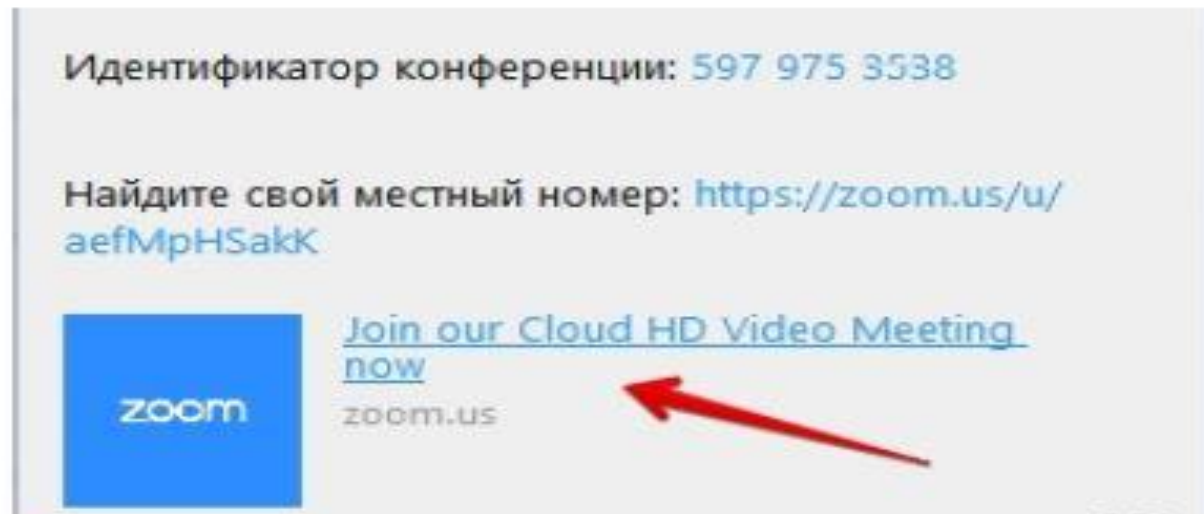 Идентификатор конференции: 597 975 3538
Найдите свой местный номер: https://zoom.us/u/
aefMpHSakK
Join our Cloud HD Video Meeting
now
zoom
zoom.us